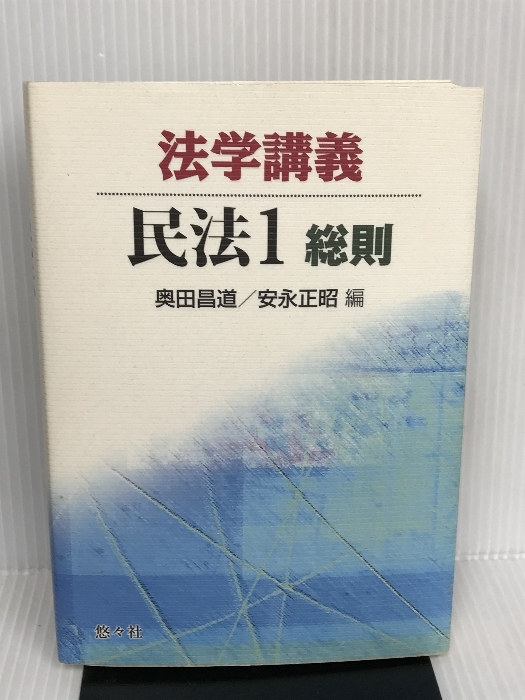 法学講義
民法1 総則
奥田昌道／安永正昭 編
悠々社